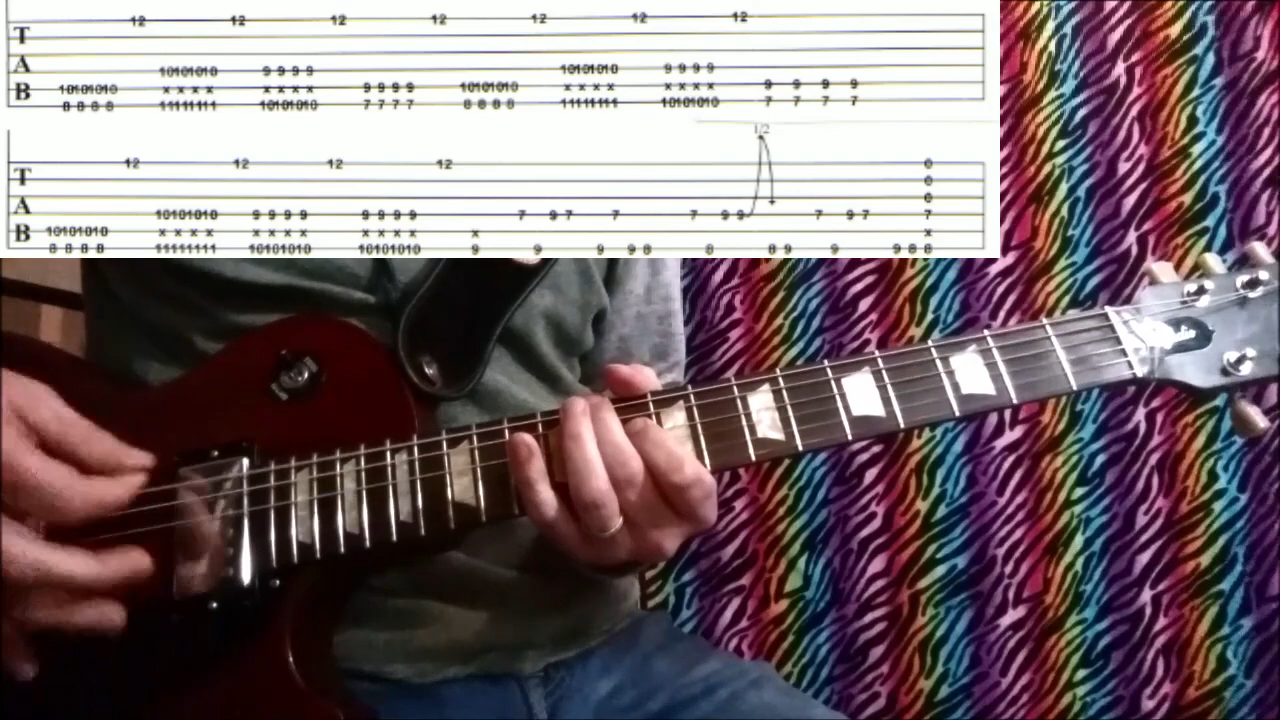 12 12 12 12 12 12 12
T
A 10101010 9 9 9 9 10101010 9 9 9 9
10101010 x x x x x x x x 9 9 9 9 10101010 x x x x x x x x 9 9 9 9
B 8 8 8 8 11111111 10101010 7 7 7 7 8 8 8 8 11111111 10101010 7 7 7 7
1/2
12 12 12 12 0
T 0
A 0
10101010 9 9 9 9 9 9 9 9 7 9 7 7 7 9 9 7 9 7 7
B 10101010 x x x x x x x x x x x x x x
8 8 8 8 11111111 10101010 10101010 9 9 9 9 8 8 8 9 9 9 8 8